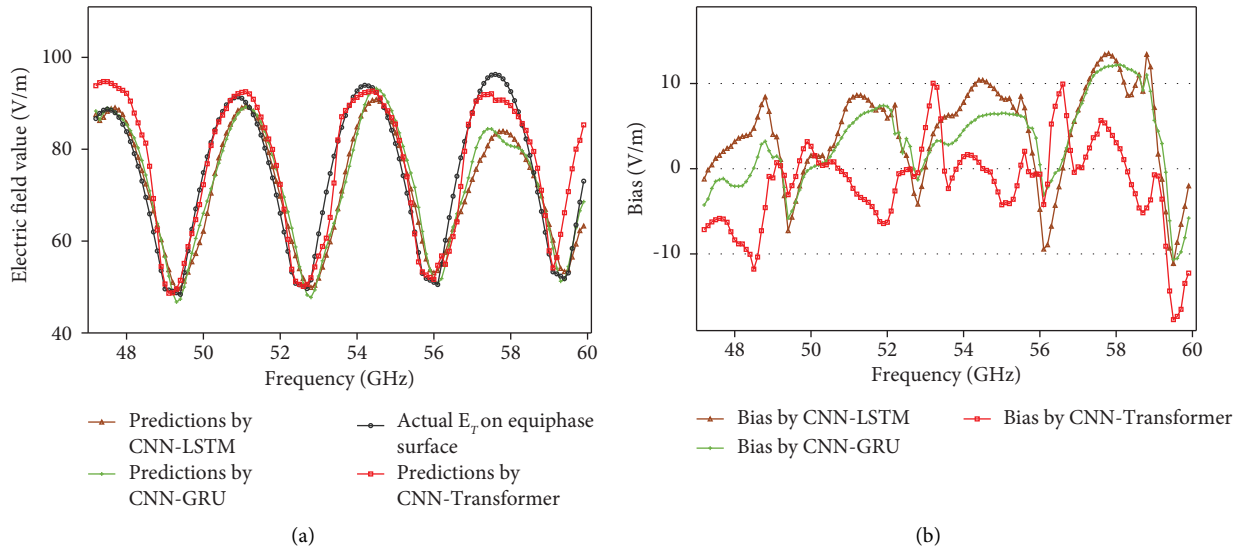 Electric field value (V/m)
100
80
60
40
48
50
52
54
56
58
60
Frequency (GHz)
Predictions by
CNN-LSTM
Predictions by
CNN-GRU
Actual E_T on equiphase
surface
Predictions by
CNN-Transformer
(a)
Bias (V/m)
10
0
-10
48
50
52
54
56
58
60
Frequency (GHz)
Bias by CNN-LSTM
Bias by CNN-GRU
Bias by CNN-Transformer
(b)